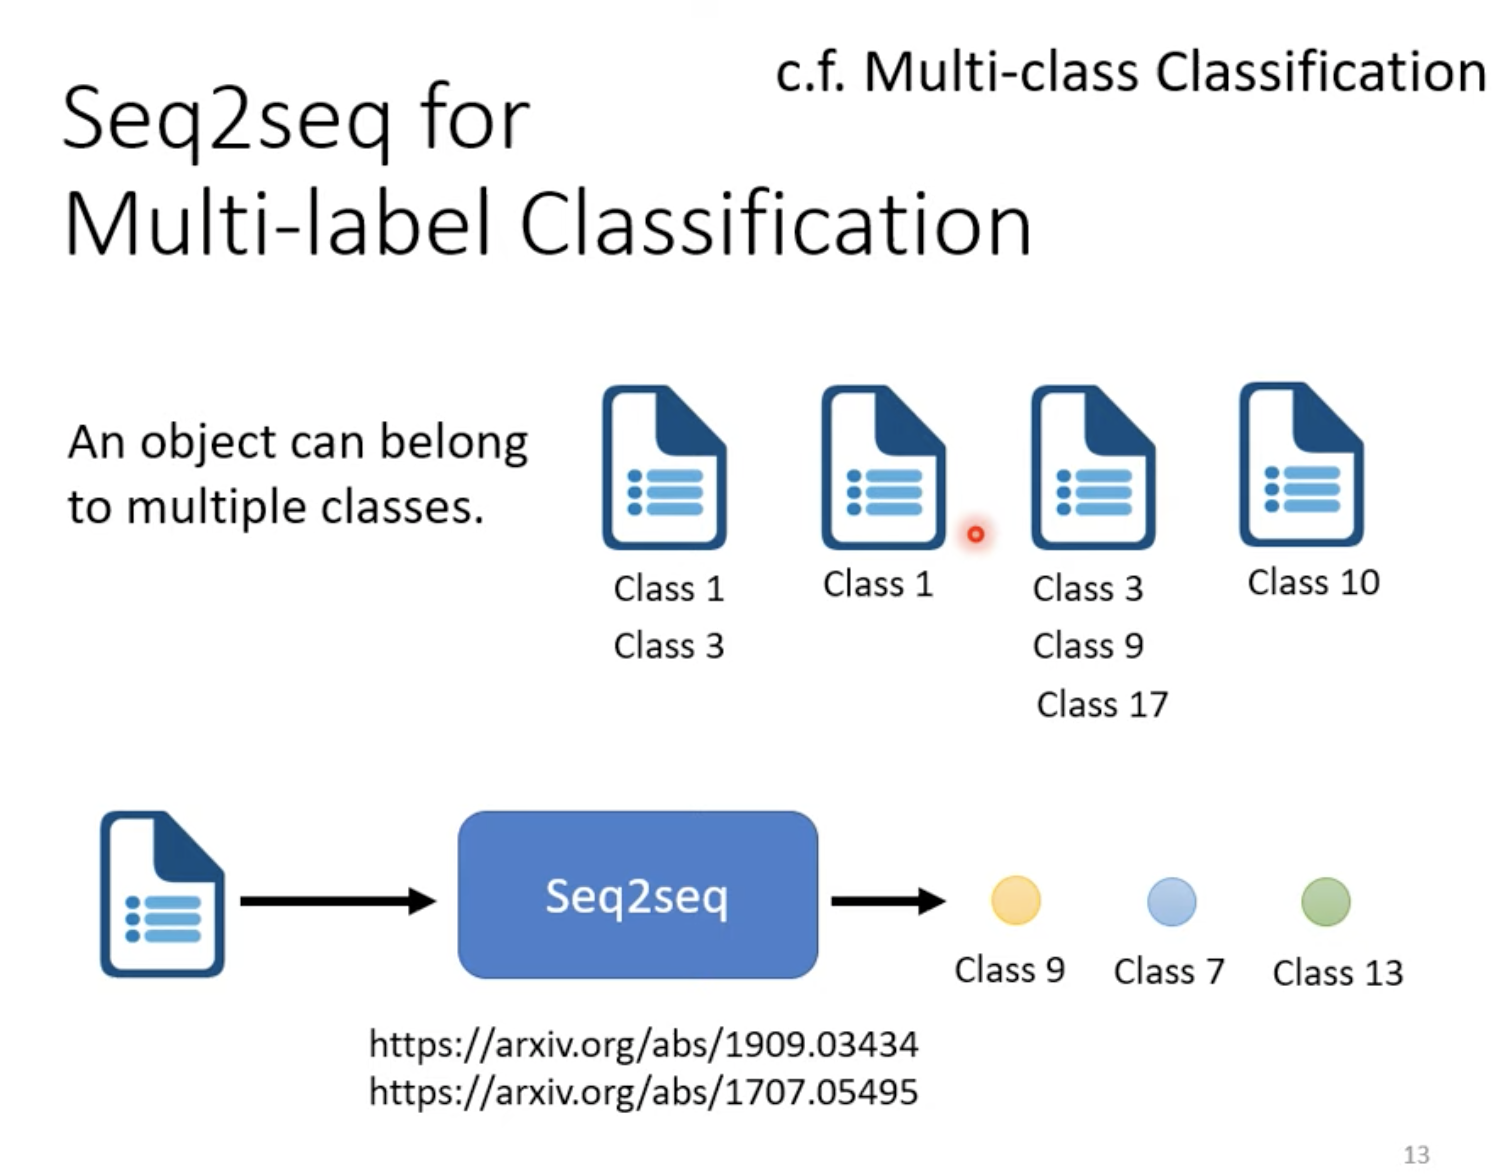 c.f. Multi-class Classification
Seq2seq for
Multi-label Classification
An object can belong
to multiple classes.
Class 1
Class 3
Class 1
Class 3
Class 9
Class 17
Class 10
Seq2seq
Class 9
Class 7
Class 13
https://arxiv.org/abs/1909.03434
https://arxiv.org/abs/1707.05495
13